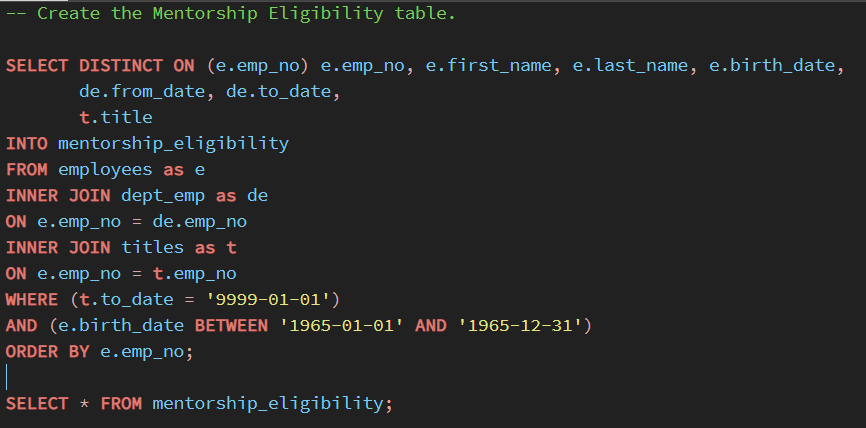 -- Create the Mentorship Eligibility table.
SELECT DISTINCT ON (e.emp_no) e.emp_no, e.first_name, e.last_name, e.birth_date,
de.from_date, de.to_date,
t.title
INTO mentorship_eligibility
FROM employees as e
INNER JOIN dept_emp as de
ON e.emp_no = de.emp_no
INNER JOIN titles as t
ON e.emp_no = t.emp_no
WHERE (t.to_date = '9999-01-01')
AND (e.birth_date BETWEEN '1965-01-01' AND '1965-12-31')
ORDER BY e.emp_no;
SELECT * FROM mentorship_eligibility;